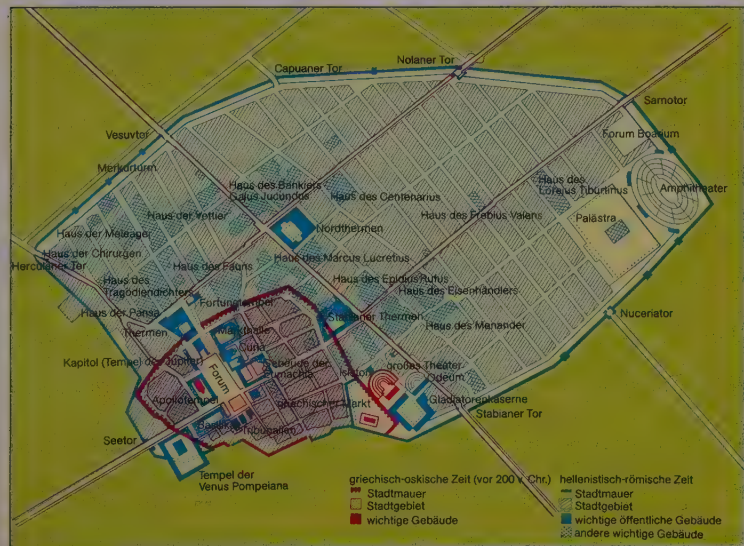 Nolaner Tor
Capuaner Tor
Sarnotor
Vesuvtor
Forum Boarium
Merkurturm
Haus des Bankiers
Gaius Jucundus
Haus des Centenarius
Haus des
Loreius Tiburtinus
Amphitheater
Haus der Vettier
Haus des Frebius Valens
Palästra
Nordthermen
Haus der Meleager
Haus der Chirurgen
Haus des Marcus Lucretius
Herculaner Tor
Haus des Fauns
Haus des
Tragödiendichters
Haus des Epidius Rufus
Haus des Eisenhändlers
Haus der Pansa
Fortunatempel
Stabianer Thermen
Nuceriator
Thermen
Markthalle
Haus des Menander
Curia
Kapitol (Tempel des Jupiter)
Gebäude der
Eumachia
Forum
Isistor
großes Theater
Odeum
Apollotempel
griechischer Markt
Gladiatorenkaserne
Stabianer Tor
Basilika
Tribunalien
Seetor
Tempel der
Venus Pompeiana
griechisch-oskische Zeit (vor 200 v. Chr.)
Stadtmauer
Stadtgebiet
wichtige Gebäude
hellenistisch-römische Zeit
Stadtmauer
Stadtgebiet
wichtige öffentliche Gebäude
andere wichtige Gebäude